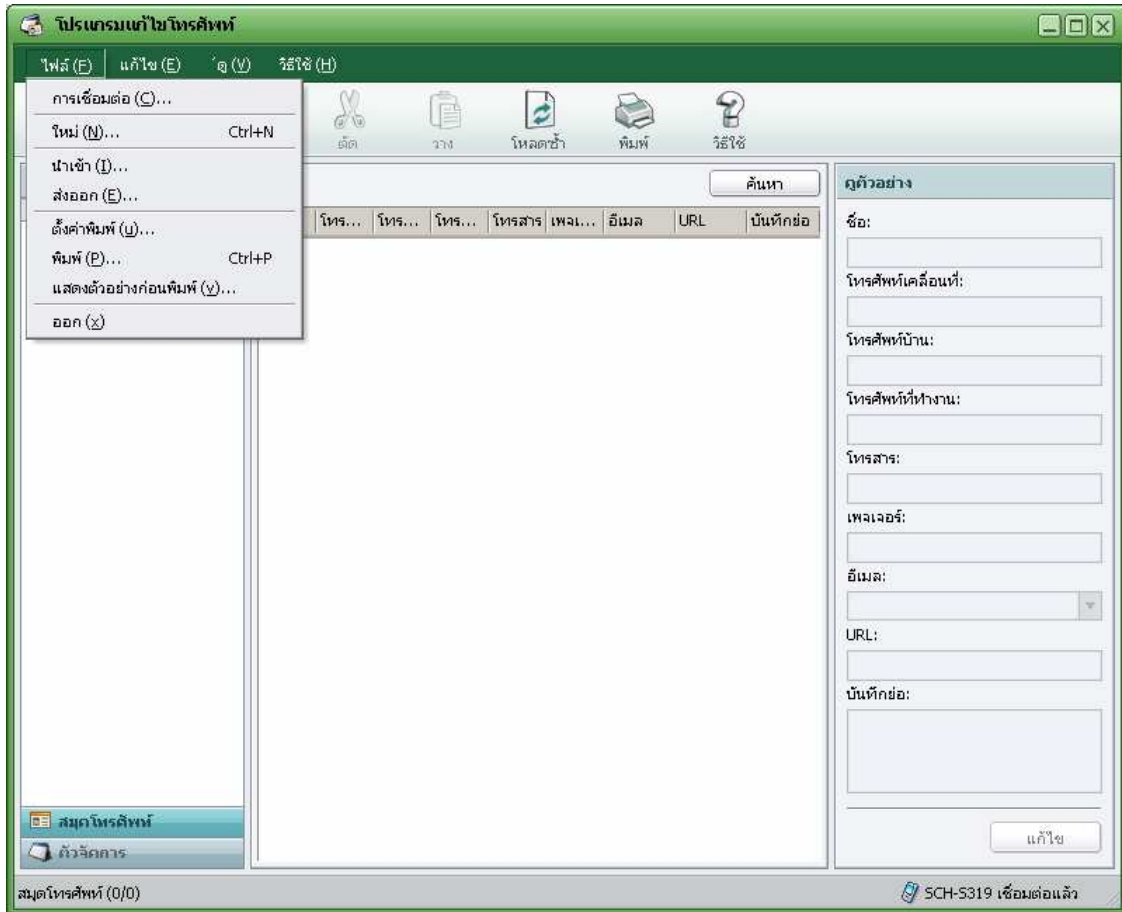 โปรแกรมแก้ไขโทรศัพท์
ไฟล์ (F) แก้ไข (E) ่ดู (V) วิธีใช้ (H)
การเชื่อมต่อ (C)...
ใหม่ (N)... Ctrl+N
นำเข้า (I)...
ส่งออก (E)...
ตั้งค่าพิมพ์ (u)...
พิมพ์ (P)... Ctrl+P
แสดงตัวอย่างก่อนพิมพ์ (v)...
ออก (x)
ตัด วาง โหลดซ้ำ พิมพ์ วิธีใช้
ค้นหา
โทร... โทร... โทร... โทรสาร เพลเ... อีเมล URL บันทึกย่อ
ดูตัวอย่าง
ชื่อ:
โทรศัพท์เคลื่อนที่:
โทรศัพท์บ้าน:
โทรศัพท์ที่ทำงาน:
โทรสาร:
เพลเจอร์:
อีเมล:
URL:
บันทึกย่อ:
แก้ไข
สมุดโทรศัพท์
ตัวจัดการ
สมุดโทรศัพท์ (0/0)
SCH-S319 เชื่อมต่อแล้ว